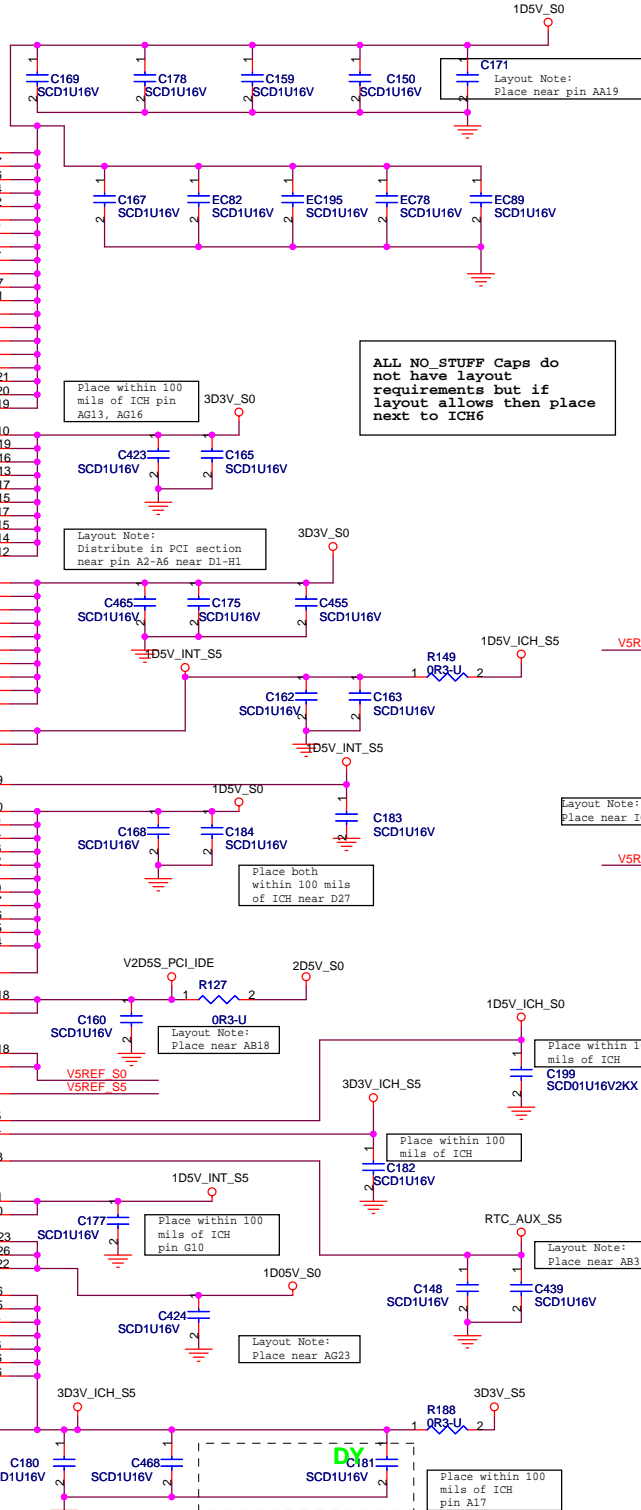 1D5V_S0
C169
SCD1U16V
C178
SCD1U16V
C159
SCD1U16V
C150
SCD1U16V
C171
Layout Note:
Place near pin AA19
C167
SCD1U16V
EC82
SCD1U16V
EC195
SCD1U16V
EC78
SCD1U16V
EC89
SCD1U16V
ALL NO_STUFF Caps do
not have layout
requirements but if
layout allows then place
next to ICH6
Place within 100
mils of ICH pin
AG13, AG16
3D3V_S0
C423
SCD1U16V
C165
SCD1U16V
Layout Note:
Distribute in PCI section
near pin A2-A6 near D1-H1
3D3V_S0
C465
SCD1U16V
C175
SCD1U16V
C455
SCD1U16V
1D5V_INT_S5
C162
SCD1U16V
C163
SCD1U16V
R149
0R3-U
1 2
1D5V_ICH_S5
V5R
1D5V_INT_S5
C183
SCD1U16V
1D5V_S0
C168
SCD1U16V
C184
SCD1U16V
Place both
within 100 mils
of ICH near D27
Layout Note:
Place near I
V5R
V2D5S_PCI_IDE
R127
1 2
0R3-U
2D5V_S0
C160
SCD1U16V
Layout Note:
Place near AB18
V5REF_S0
V5REF_S5
1D5V_ICH_S0
Place within 1
mils of ICH
C199
SCD01U16V2KX
3D3V_ICH_S5
Place within 100
mils of ICH
C182
SCD1U16V
1D5V_INT_S5
C177
SCD1U16V
Place within 100
mils of ICH
pin G10
RTC_AUX_S5
Layout Note:
Place near AB3
C148
SCD1U16V
C439
SCD1U16V
1D05V_S0
C424
SCD1U16V
Layout Note:
Place near AG23
3D3V_ICH_S5
R188
0R3-U
1 2
3D3V_S5
C180
D1U16V
C468
SCD1U16V
DY
C181
SCD1U16V
Place within 100
mils of ICH
pin A17